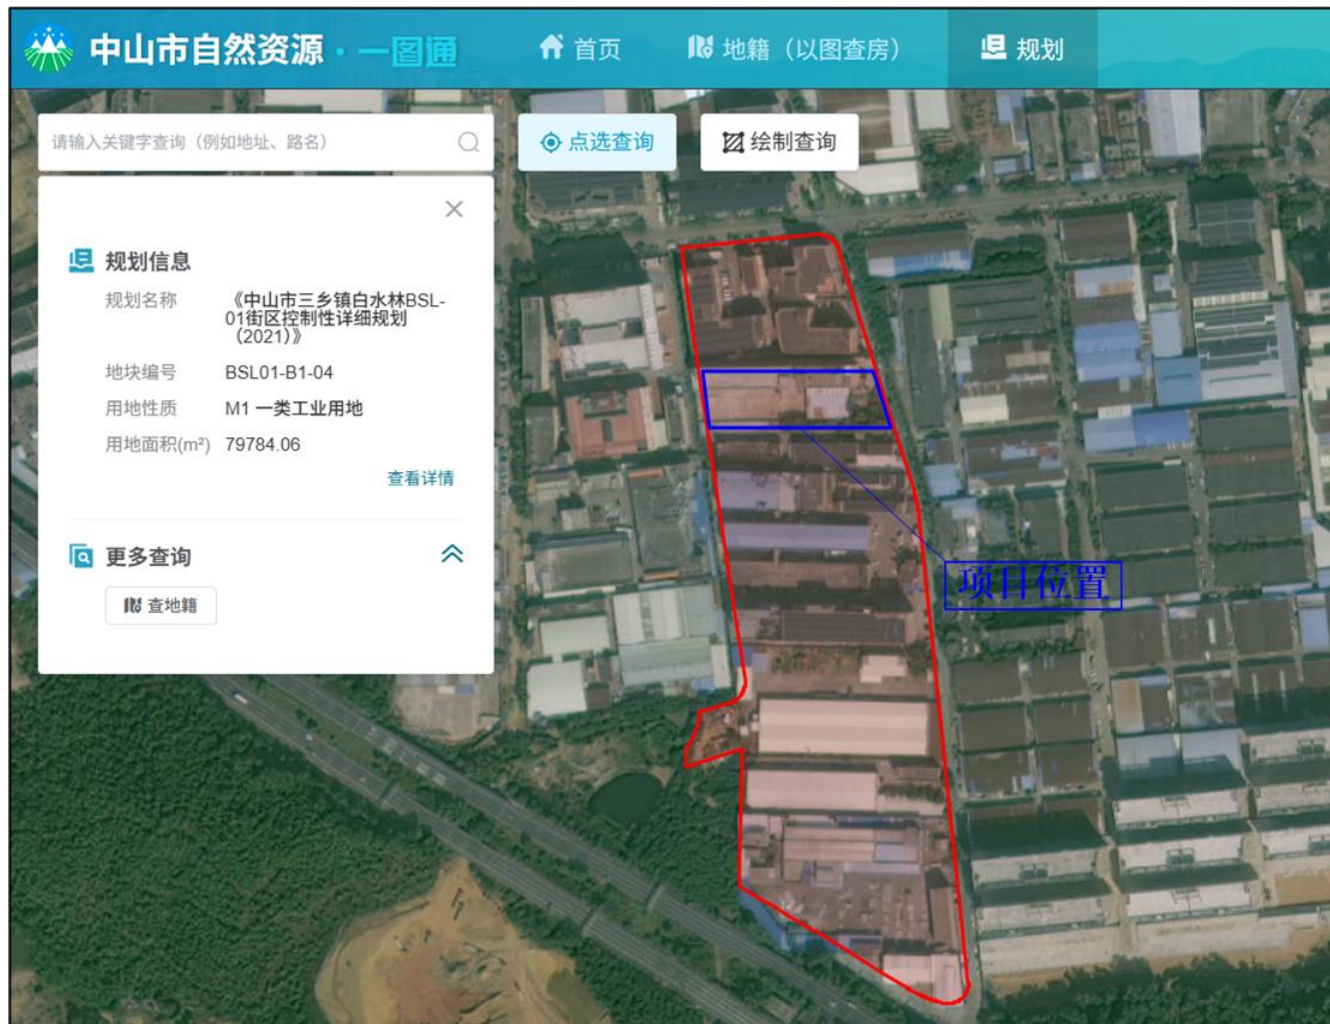 中山市自然资源·一图通
首页
地籍（以图查房）
规划
请输入关键字查询（例如地址、路名）
点选查询
绘制查询
规划信息
规划名称
《中山市三乡镇白水林BSL-
01街区控制性详细规划
（2021)》
地块编号 BSL01-B1-04
用地性质 M1 一类工业用地
用地面积(m²) 79784.06
查看详情
更多查询
查地籍
项目位置